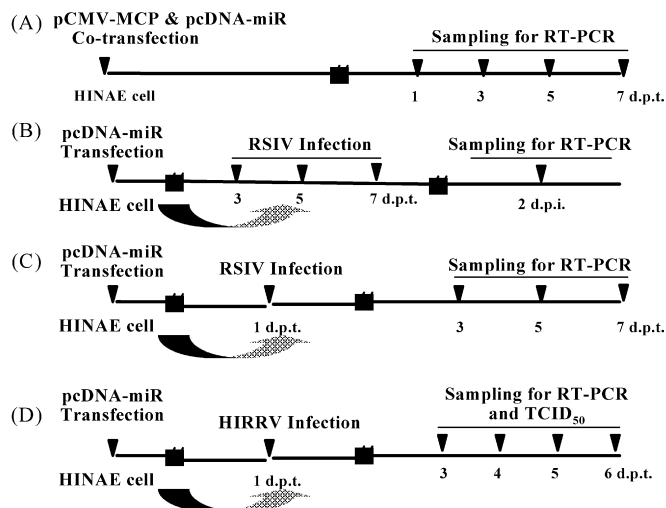 (A) pCMV-MCP & pcDNA-miR
Co-transfection
Sampling for RT-PCR
HINAE cell
1 3 5 7 d.p.t.
(B) pcDNA-miR
Transfection
RSIV Infection
Sampling for RT-PCR
HINAE cell
3 5 7 d.p.t.
2 d.p.i.
(C) pcDNA-miR
Transfection
RSIV Infection
Sampling for RT-PCR
HINAE cell
1 d.p.t.
3 5 7 d.p.t.
(D) pcDNA-miR
Transfection
HIRRV Infection
Sampling for RT-PCR
and TCID50
HINAE cell
1 d.p.t.
3 4 5 6 d.p.t.